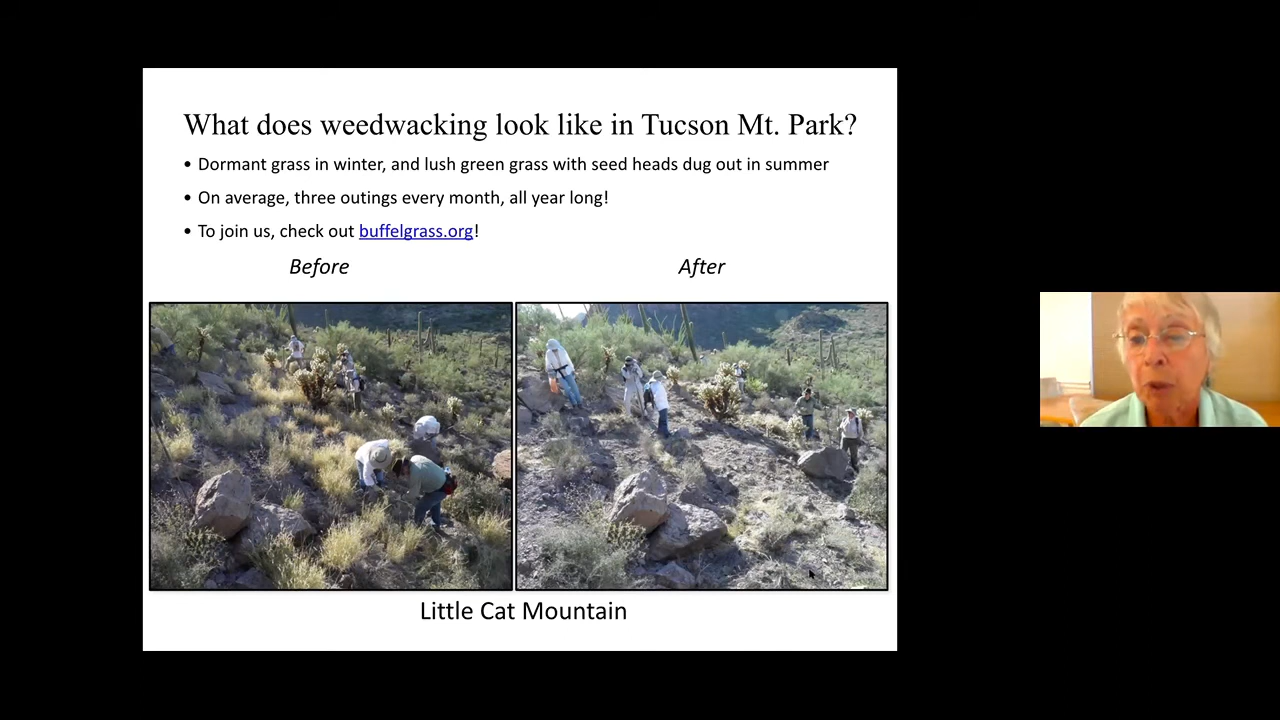 What does weedwacking look like in Tucson Mt. Park?
• Dormant grass in winter, and lush green grass with seed heads dug out in summer
• On average, three outings every month, all year long!
• To join us, check out buffelgrass.org!
Before After
Little Cat Mountain